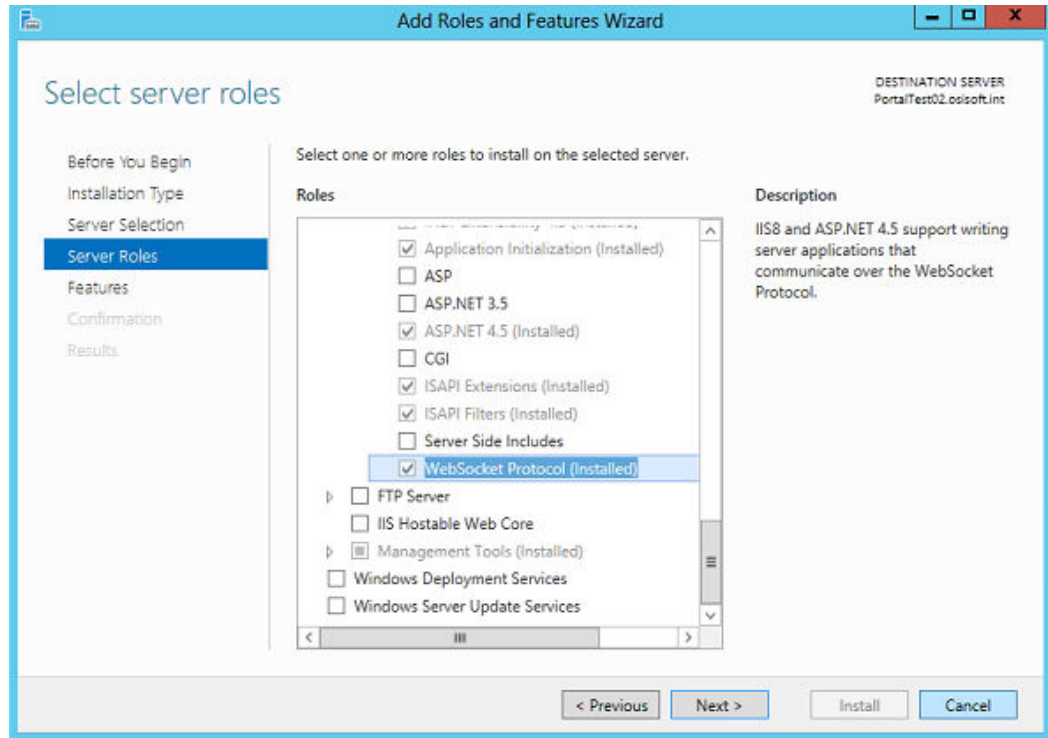 Add Roles and Features Wizard
Select server roles
DESTINATION SERVER
PortalTest02.osisoft.int
Before You Begin
Installation Type
Server Selection
Server Roles
Features
Confirmation
Results
Select one or more roles to install on the selected server.
Roles
Application Initialization (Installed)
ASP
ASP.NET 3.5
ASP.NET 4.5 (Installed)
CGI
ISAPI Extensions (Installed)
ISAPI Filters (Installed)
Server Side Includes
WebSocket Protocol (Installed)
FTP Server
IIS Hostable Web Core
Management Tools (Installed)
Windows Deployment Services
Windows Server Update Services
Description
IIS8 and ASP.NET 4.5 support writing
server applications that
communicate over the WebSocket
Protocol.
< Previous
Next >
Install
Cancel